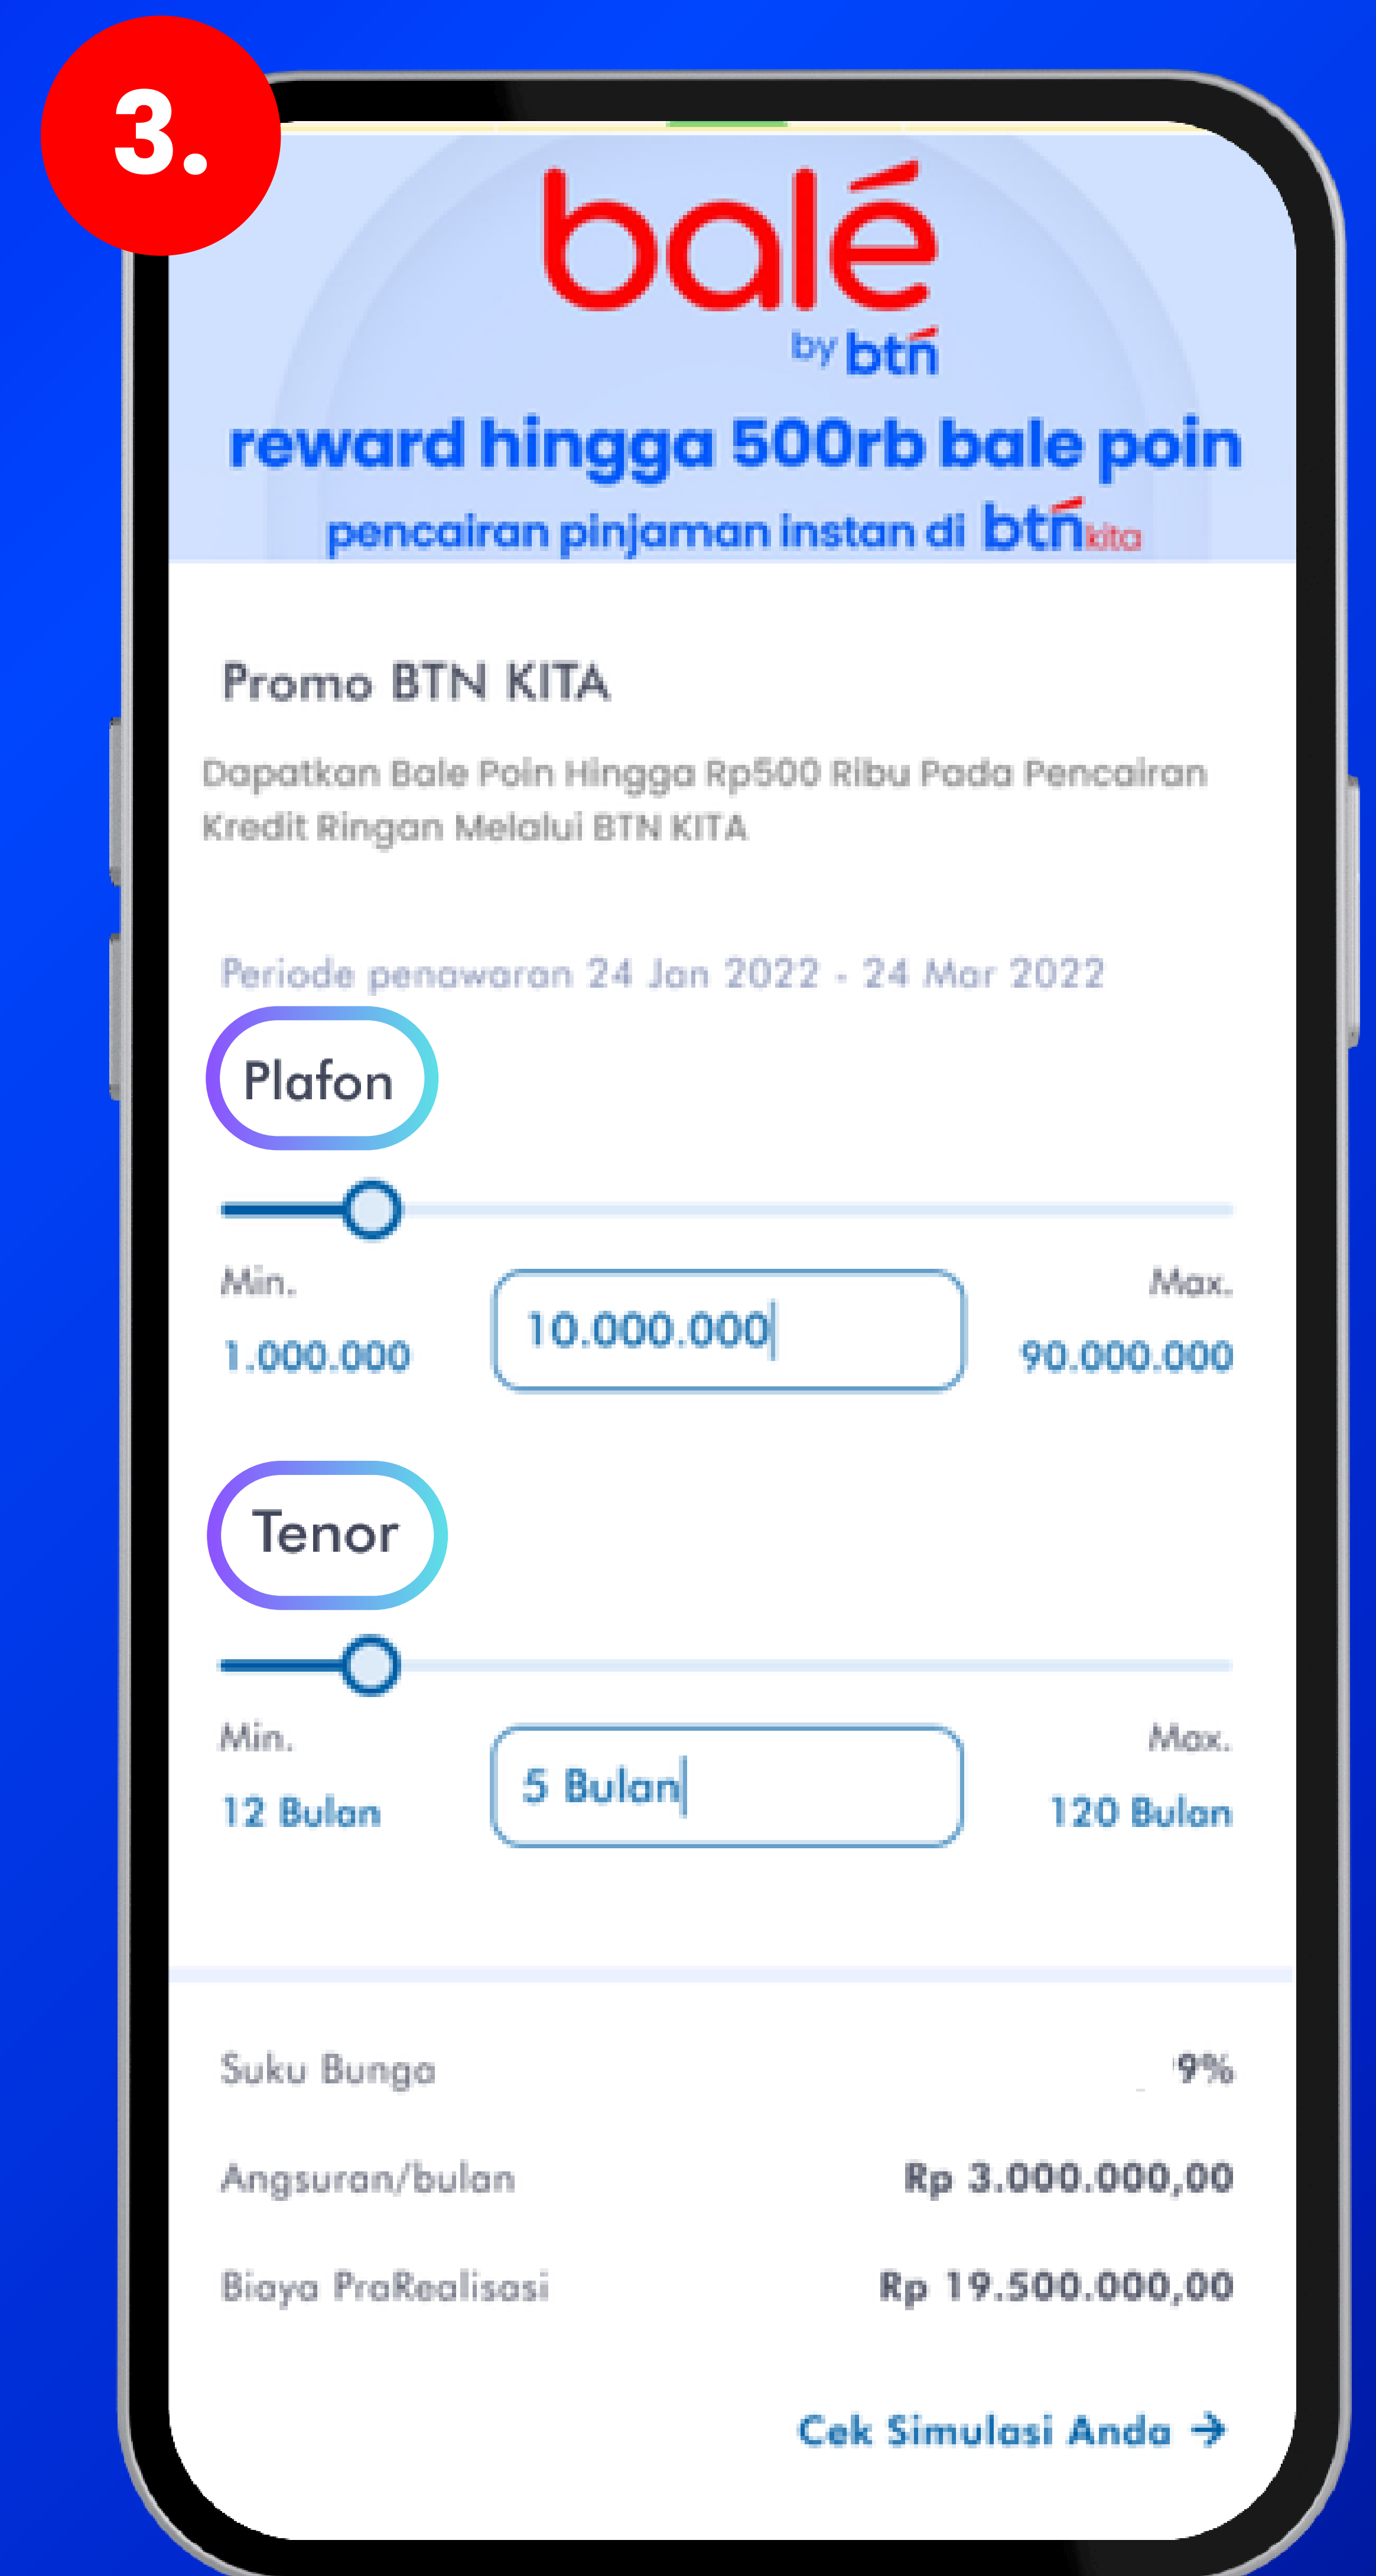 3.
balé
by btn
reward hingga 500rb bale poin
pencairan pinjaman instan di btn kita
Promo BTN KITA
Dapatkan Bale Poin Hingga Rp500 Ribu Pada Pencairan
Kredit Ringan Melalui BTN KITA
Periode penawaran 24 Jan 2022 - 24 Mar 2022
Plafon
Min. Max.
1.000.000 10.000.000 90.000.000
Tenor
Min. Max.
12 Bulan 5 Bulan 120 Bulan
Suku Bunga 9%
Angsuran/bulan Rp 3.000.000,00
Biaya PraRealisasi Rp 19.500.000,00
Cek Simulasi Anda →